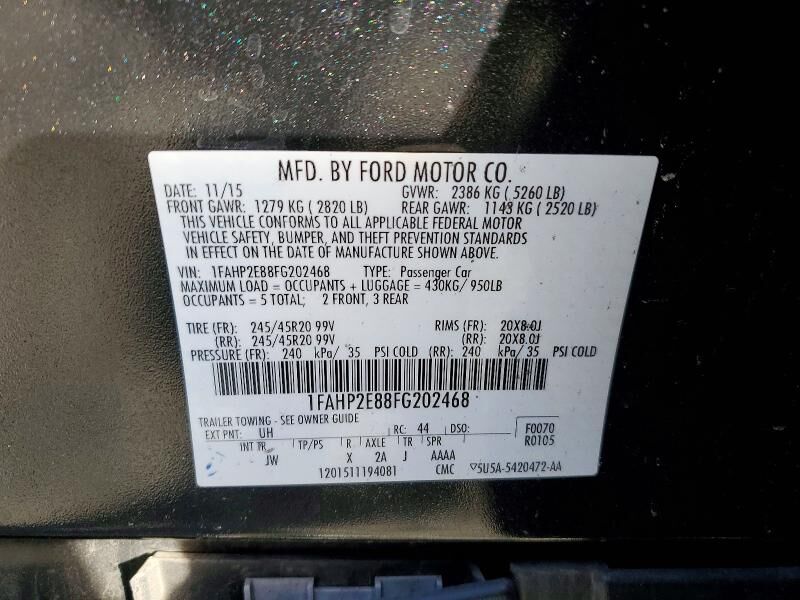 MFD. BY FORD MOTOR CO.
DATE: 11/15 GVWR: 2386 KG ( 5260 LB)
FRONT GAWR: 1279 KG ( 2820 LB) REAR GAWR: 1143 KG ( 2520 LB)
THIS VEHICLE CONFORMS TO ALL APPLICABLE FEDERAL MOTOR
VEHICLE SAFETY, BUMPER, AND THEFT PREVENTION STANDARDS
IN EFFECT ON THE DATE OF MANUFACTURE SHOWN ABOVE.
VIN: 1FAHP2E88FG202468 TYPE: Passenger Car
MAXIMUM LOAD = OCCUPANTS + LUGGAGE = 430KG/ 950LB
OCCUPANTS = 5 TOTAL; 2 FRONT, 3 REAR
TIRE (FR): 245/45R20 99V RIMS (FR): 20X8.0J
(RR): 245/45R20 99V (RR): 20X8.0J
PRESSURE (FR): 240 kPa/ 35 PSI COLD (RR): 240 kPa/ 35 PSI COLD
1FAHP2E88FG202468
TRAILER TOWING - SEE OWNER GUIDE
EXT PNT: UH RC: 44 DSO: F0070
R0105
INT TR TP/PS R AXLE TR SPR
JW X 2A J AAAA
1201511194081 CMC ▽5U5A-5420472-AA